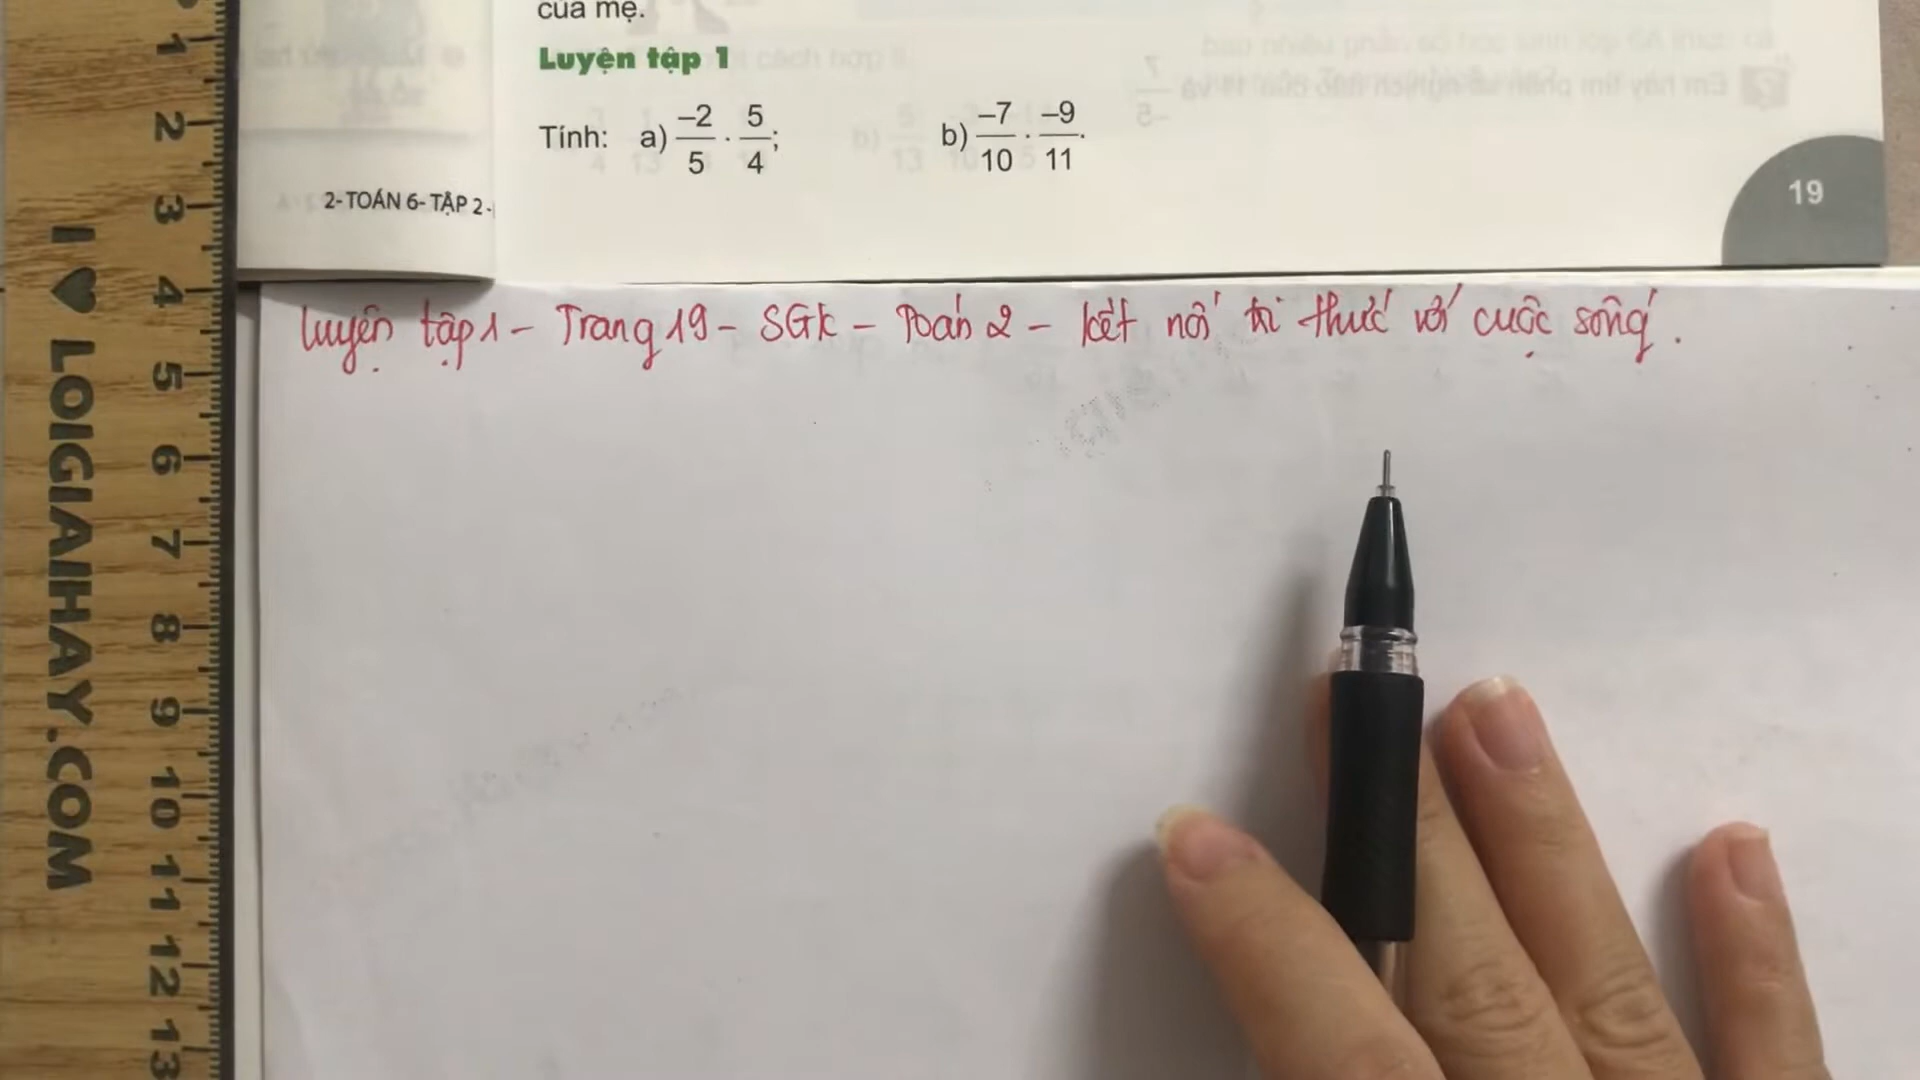 của mẹ.
Luyện tập 1
Tính: a) –2/5 . 5/4; b) –7/10 . –9/11.
2- TOÁN 6- TẬP 2 -
19
Luyện tập 1 – Trang 19 – SGK – Toán 2 – kết nối tri thức với cuộc sống.
I ♥ LOIGIAIHAY.COM
1
2
3
4
5
6
7
8
9
10
11
12
13